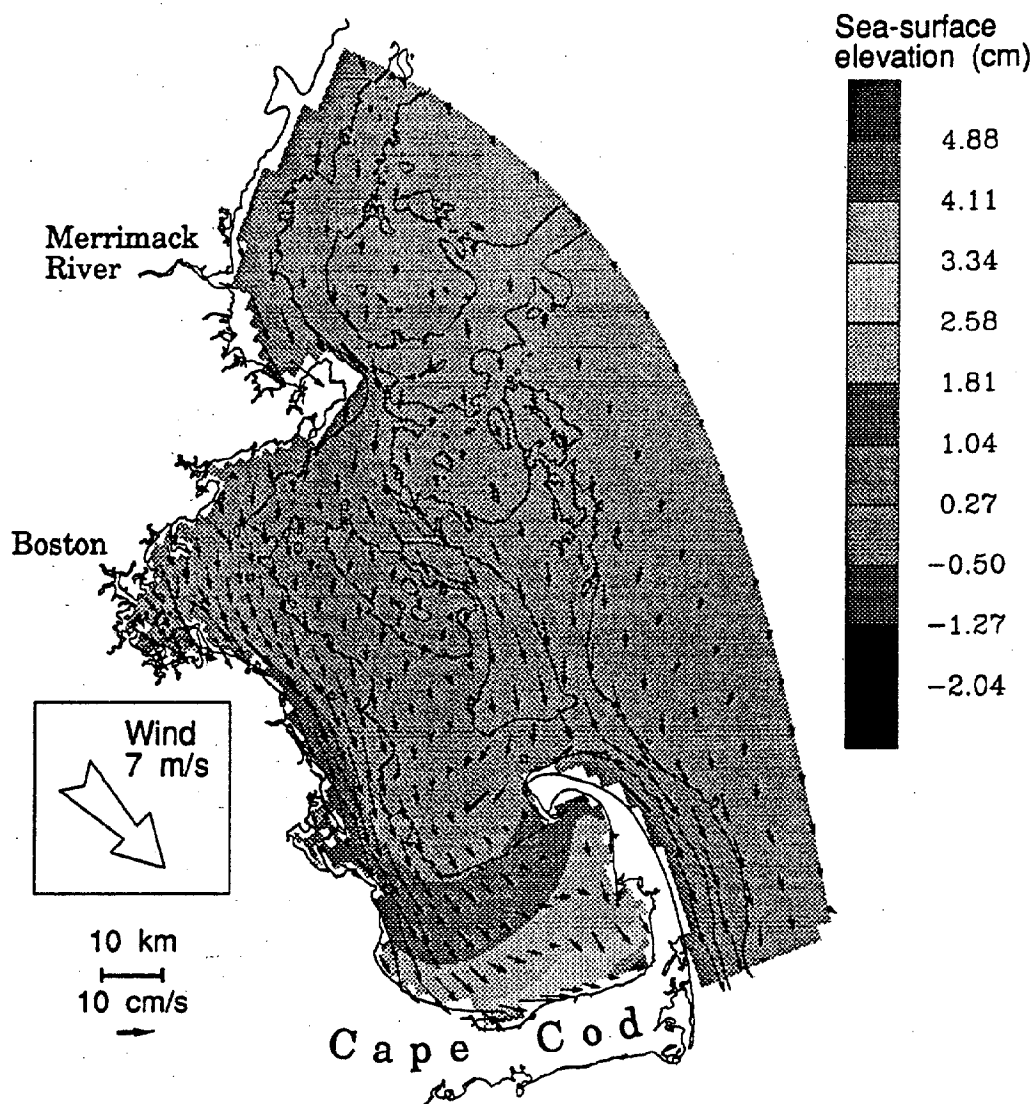 Sea-surface
elevation (cm)
4.88
4.11
3.34
2.58
1.81
1.04
0.27
-0.50
-1.27
-2.04
Merrimack
River
Boston
Wind
7 m/s
10 km
10 cm/s
Cape Cod